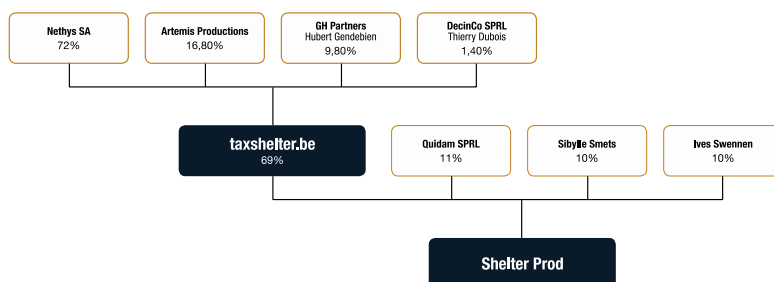 Nethys SA
72%
Artemis Productions
16,80%
GH Partners
Hubert Gendebien
9,80%
DecinCo SPRL
Thierry Dubois
1,40%
taxshelter.be
69%
Quidam SPRL
11%
Sibylle Smets
10%
Ives Swennen
10%
Shelter Prod